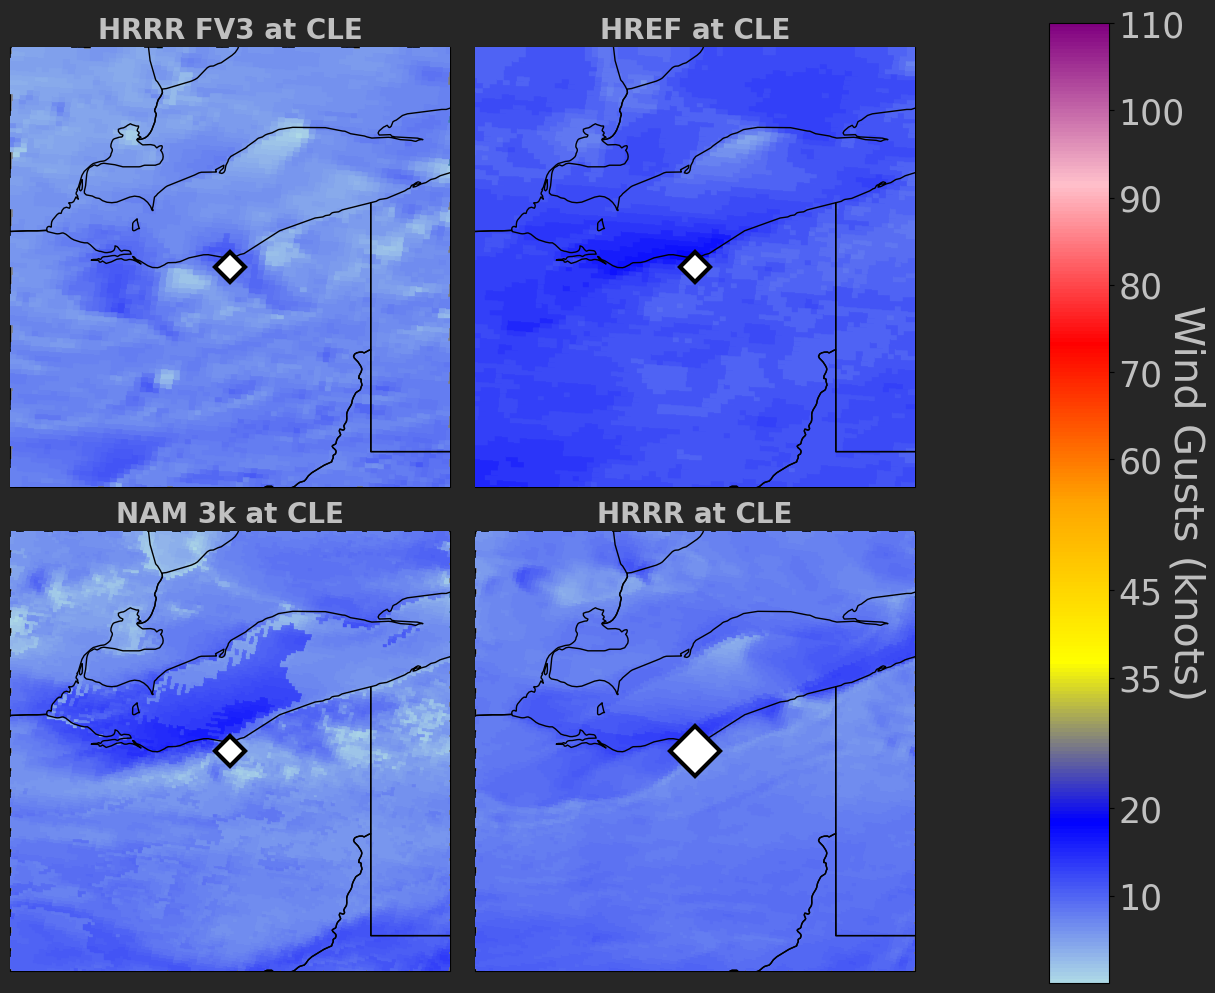 HRRR FV3 at CLE
HREF at CLE
NAM 3k at CLE
HRRR at CLE
110
100
90
80
70
60
45
35
20
10
Wind Gusts (knots)